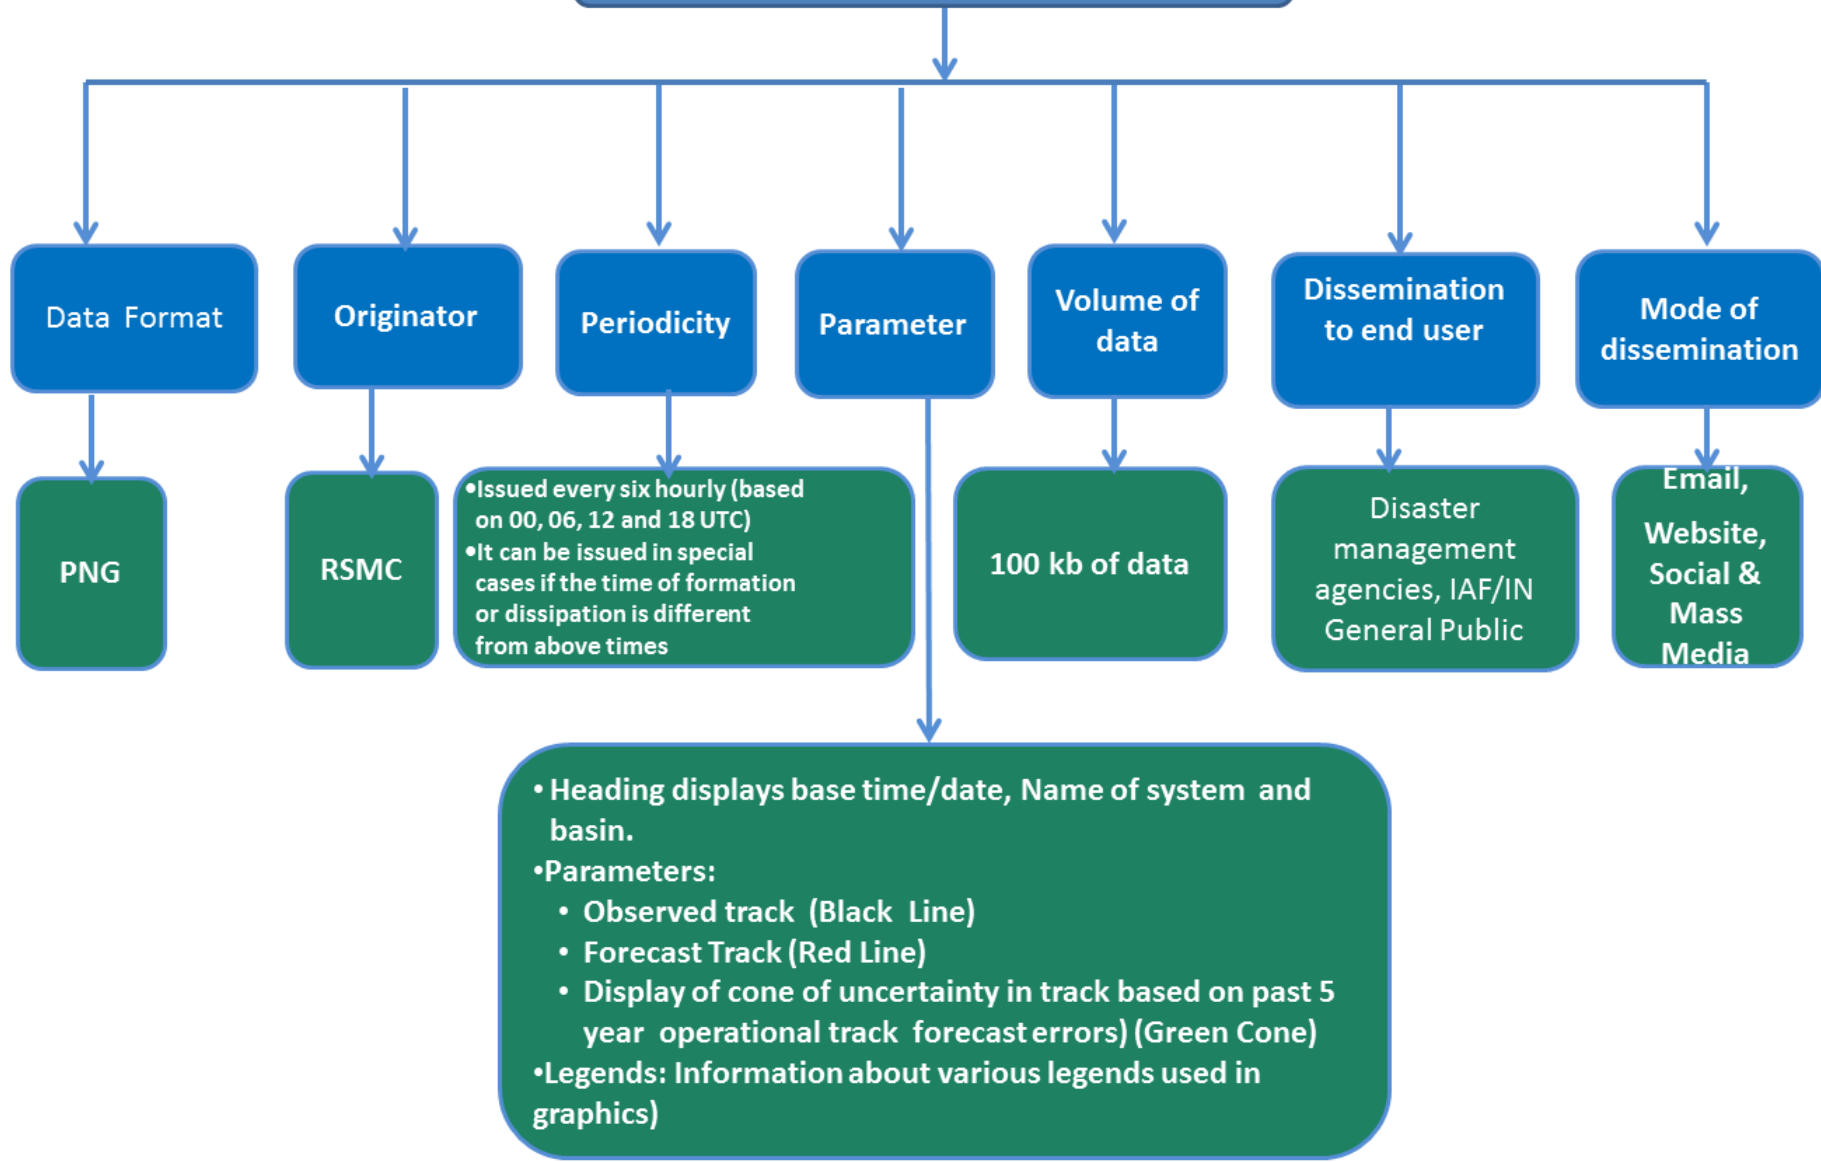 Data Format
Originator
Periodicity
Parameter
Volume of
data
Dissemination
to end user
Mode of
dissemination
PNG
RSMC
•Issued every six hourly (based
on 00, 06, 12 and 18 UTC)
•It can be issued in special
cases if the time of formation
or dissipation is different
from above times
100 kb of data
Disaster
management
agencies, IAF/IN
General Public
Email,
Website,
Social &
Mass
Media
• Heading displays base time/date, Name of system and
basin.
•Parameters:
• Observed track (Black Line)
• Forecast Track (Red Line)
• Display of cone of uncertainty in track based on past 5
year operational track forecast errors) (Green Cone)
•Legends: Information about various legends used in
graphics)